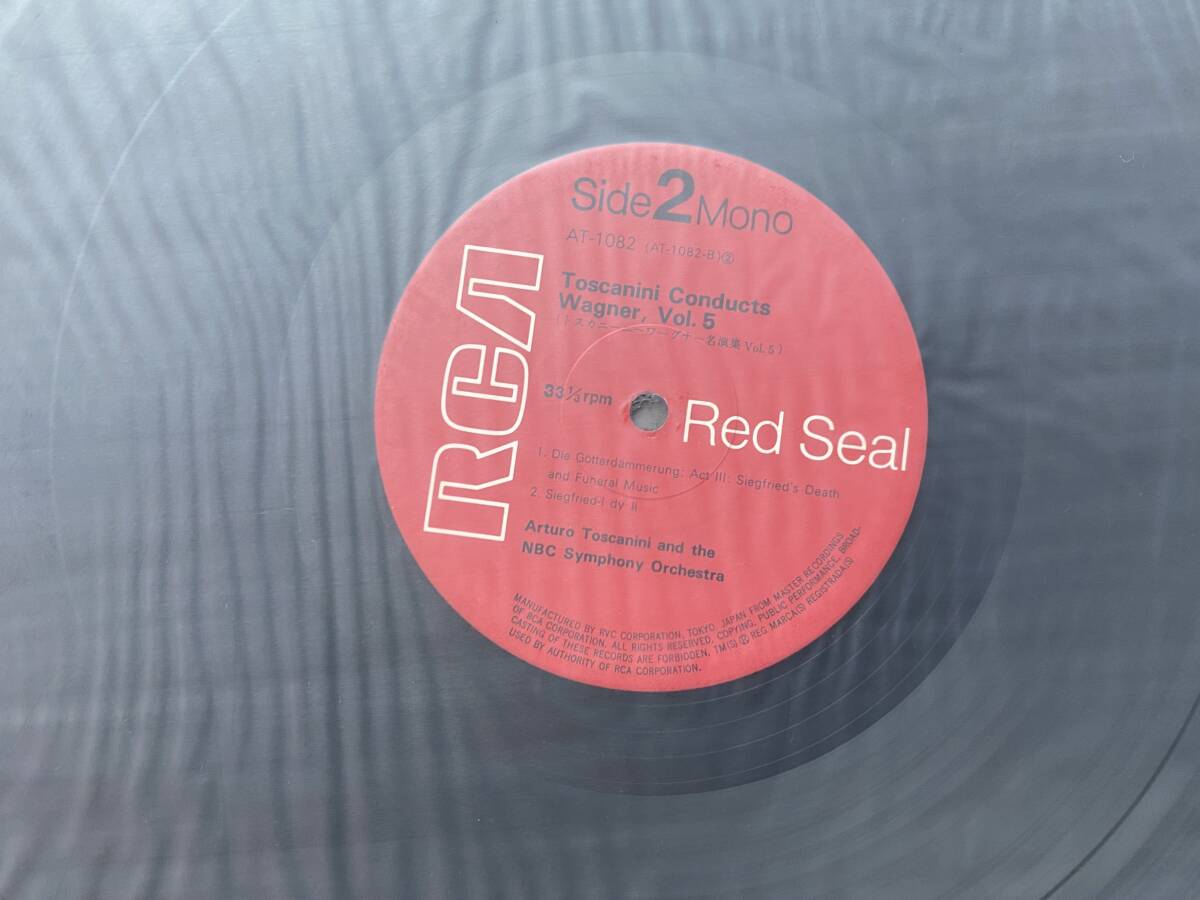 Side 2 Mono
AT-1082 (AT-1082-B)②
Toscanini Conducts
Wagner, Vol. 5
(トスカニーニ〜ワーグナー名演集 Vol.5)
33 1/3 rpm
RCA
Red Seal
1. Die Götterdämmerung: Act III: Siegfried's Death
and Funeral Music
2. Siegfried-I dy ll
Arturo Toscanini and the
NBC Symphony Orchestra
MANUFACTURED BY RVC CORPORATION, TOKYO, JAPAN FROM MASTER RECORDINGS
OF RCA CORPORATION. ALL RIGHTS RESERVED. COPYING, PUBLIC PERFORMANCE, BROAD-
CASTING OF THESE RECORDS ARE FORBIDDEN. TM(S) ® REG MARCA(S) REGISTRADA(S)
USED BY AUTHORITY OF RCA CORPORATION.